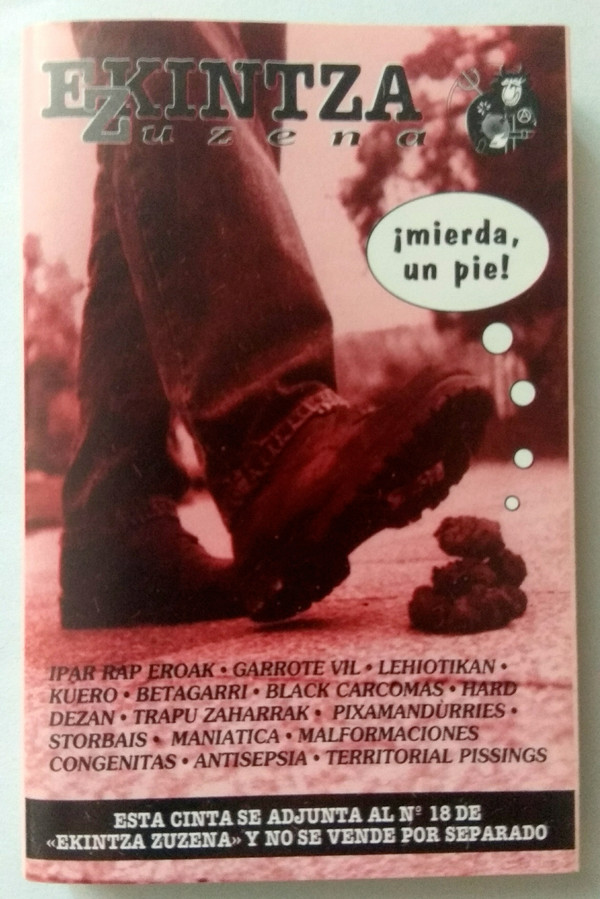 EKINTZA
Zuzena
¡mierda,
un pie!
IPAR RAP EROAK • GARROTE VIL • LEHIOTIKAN •
KUERO • BETAGARRI • BLACK CARCOMAS • HARD
DEZAN • TRAPU ZAHARRAK • PIXAMANDÙRRIES •
STORBAIS • MANIATICA • MALFORMACIONES
CONGENITAS • ANTISEPSIA • TERRITORIAL PISSINGS
ESTA CINTA SE ADJUNTA AL Nº 18 DE
«EKINTZA ZUZENA» Y NO SE VENDE POR SEPARADO